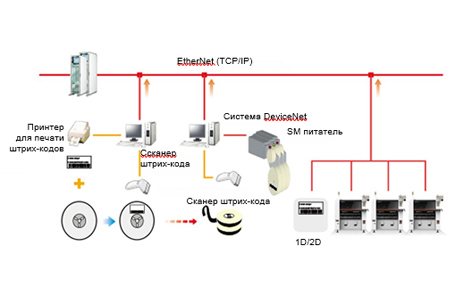 EtherNet (TCP/IP)
Принтер
для печати
штрих-кодов
Система DeviceNet
SM питатель
Ссканер
штрих-кода
Сканер штрих-кода
1D/2D